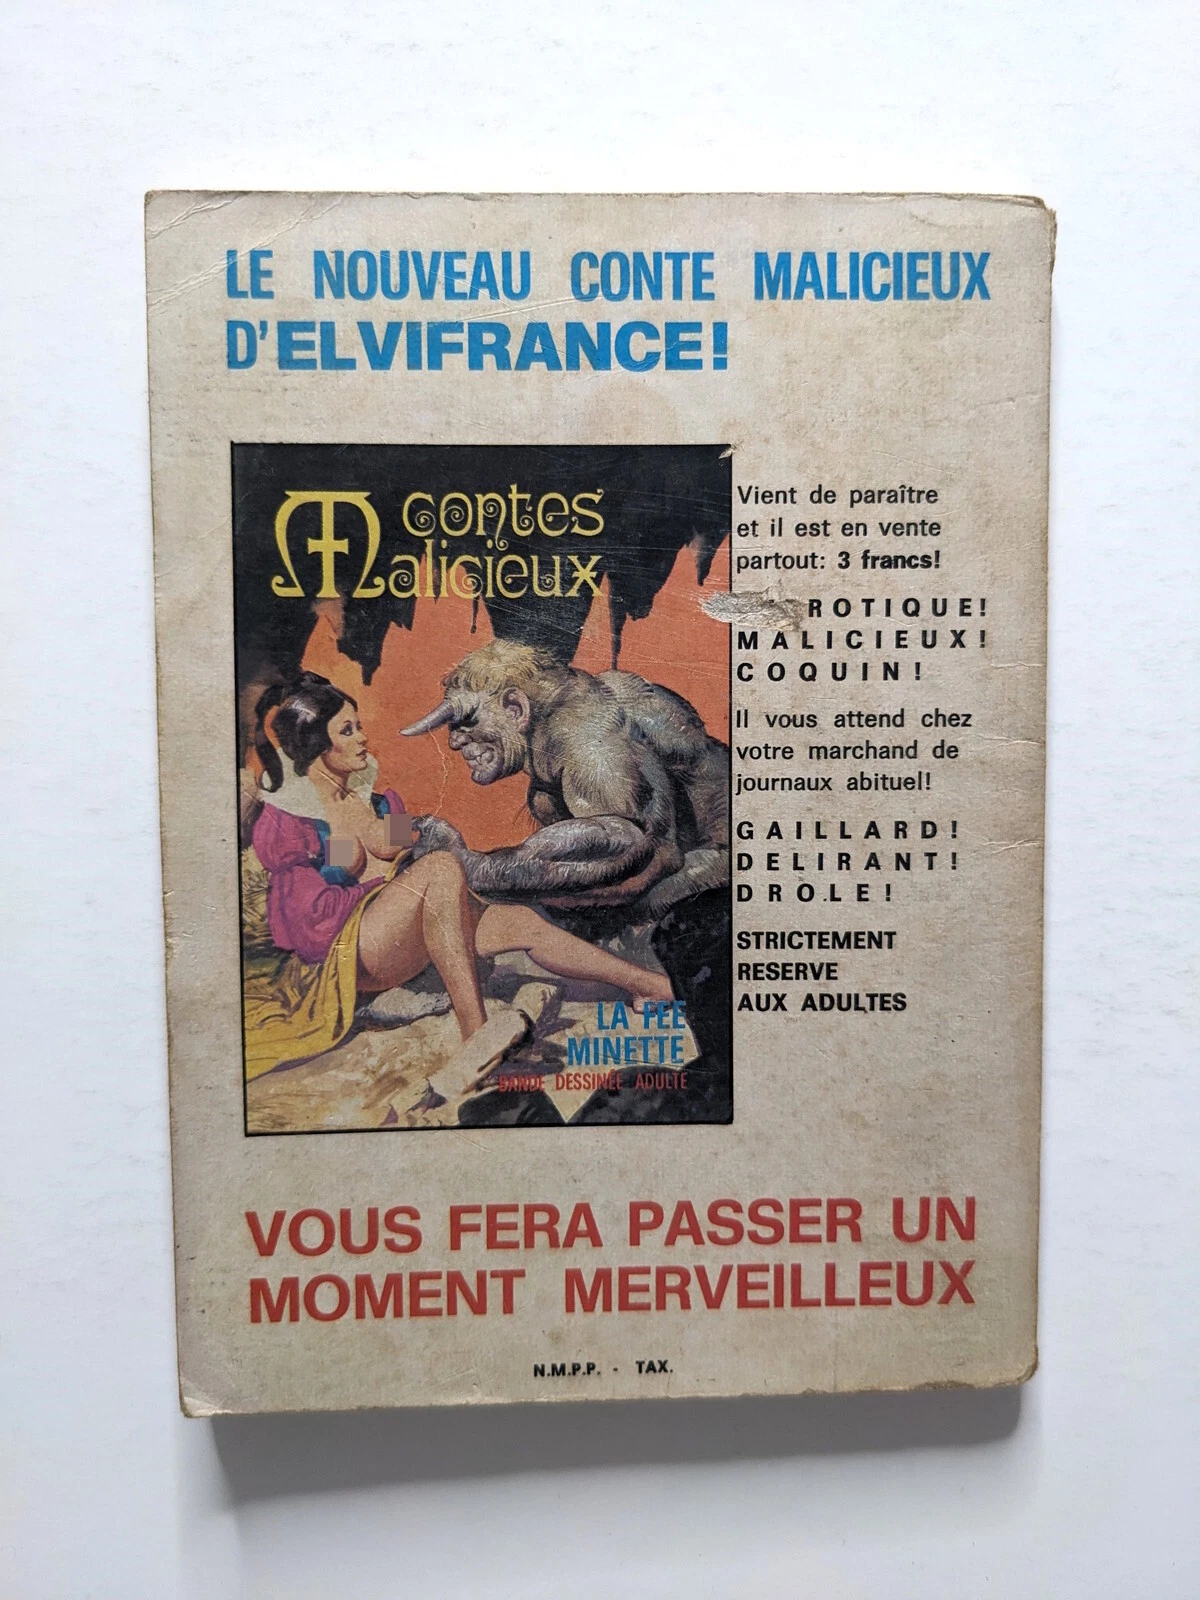 LE NOUVEAU CONTE MALICIEUX
D'ELVIFRANCE!
contes
Malicieux
LA FEE
MINETTE
BANDE DESSINÉE ADULTE
Vient de paraître
et il est en vente
partout: 3 francs!
ROTIQUE!
MALICIEUX!
COQUIN!
Il vous attend chez
votre marchand de
journaux abituel!
GAILLARD!
DELIRANT!
DROLE!
STRICTEMENT
RESERVE
AUX ADULTES
VOUS FERA PASSER UN
MOMENT MERVEILLEUX
N.M.P.P. - TAX.